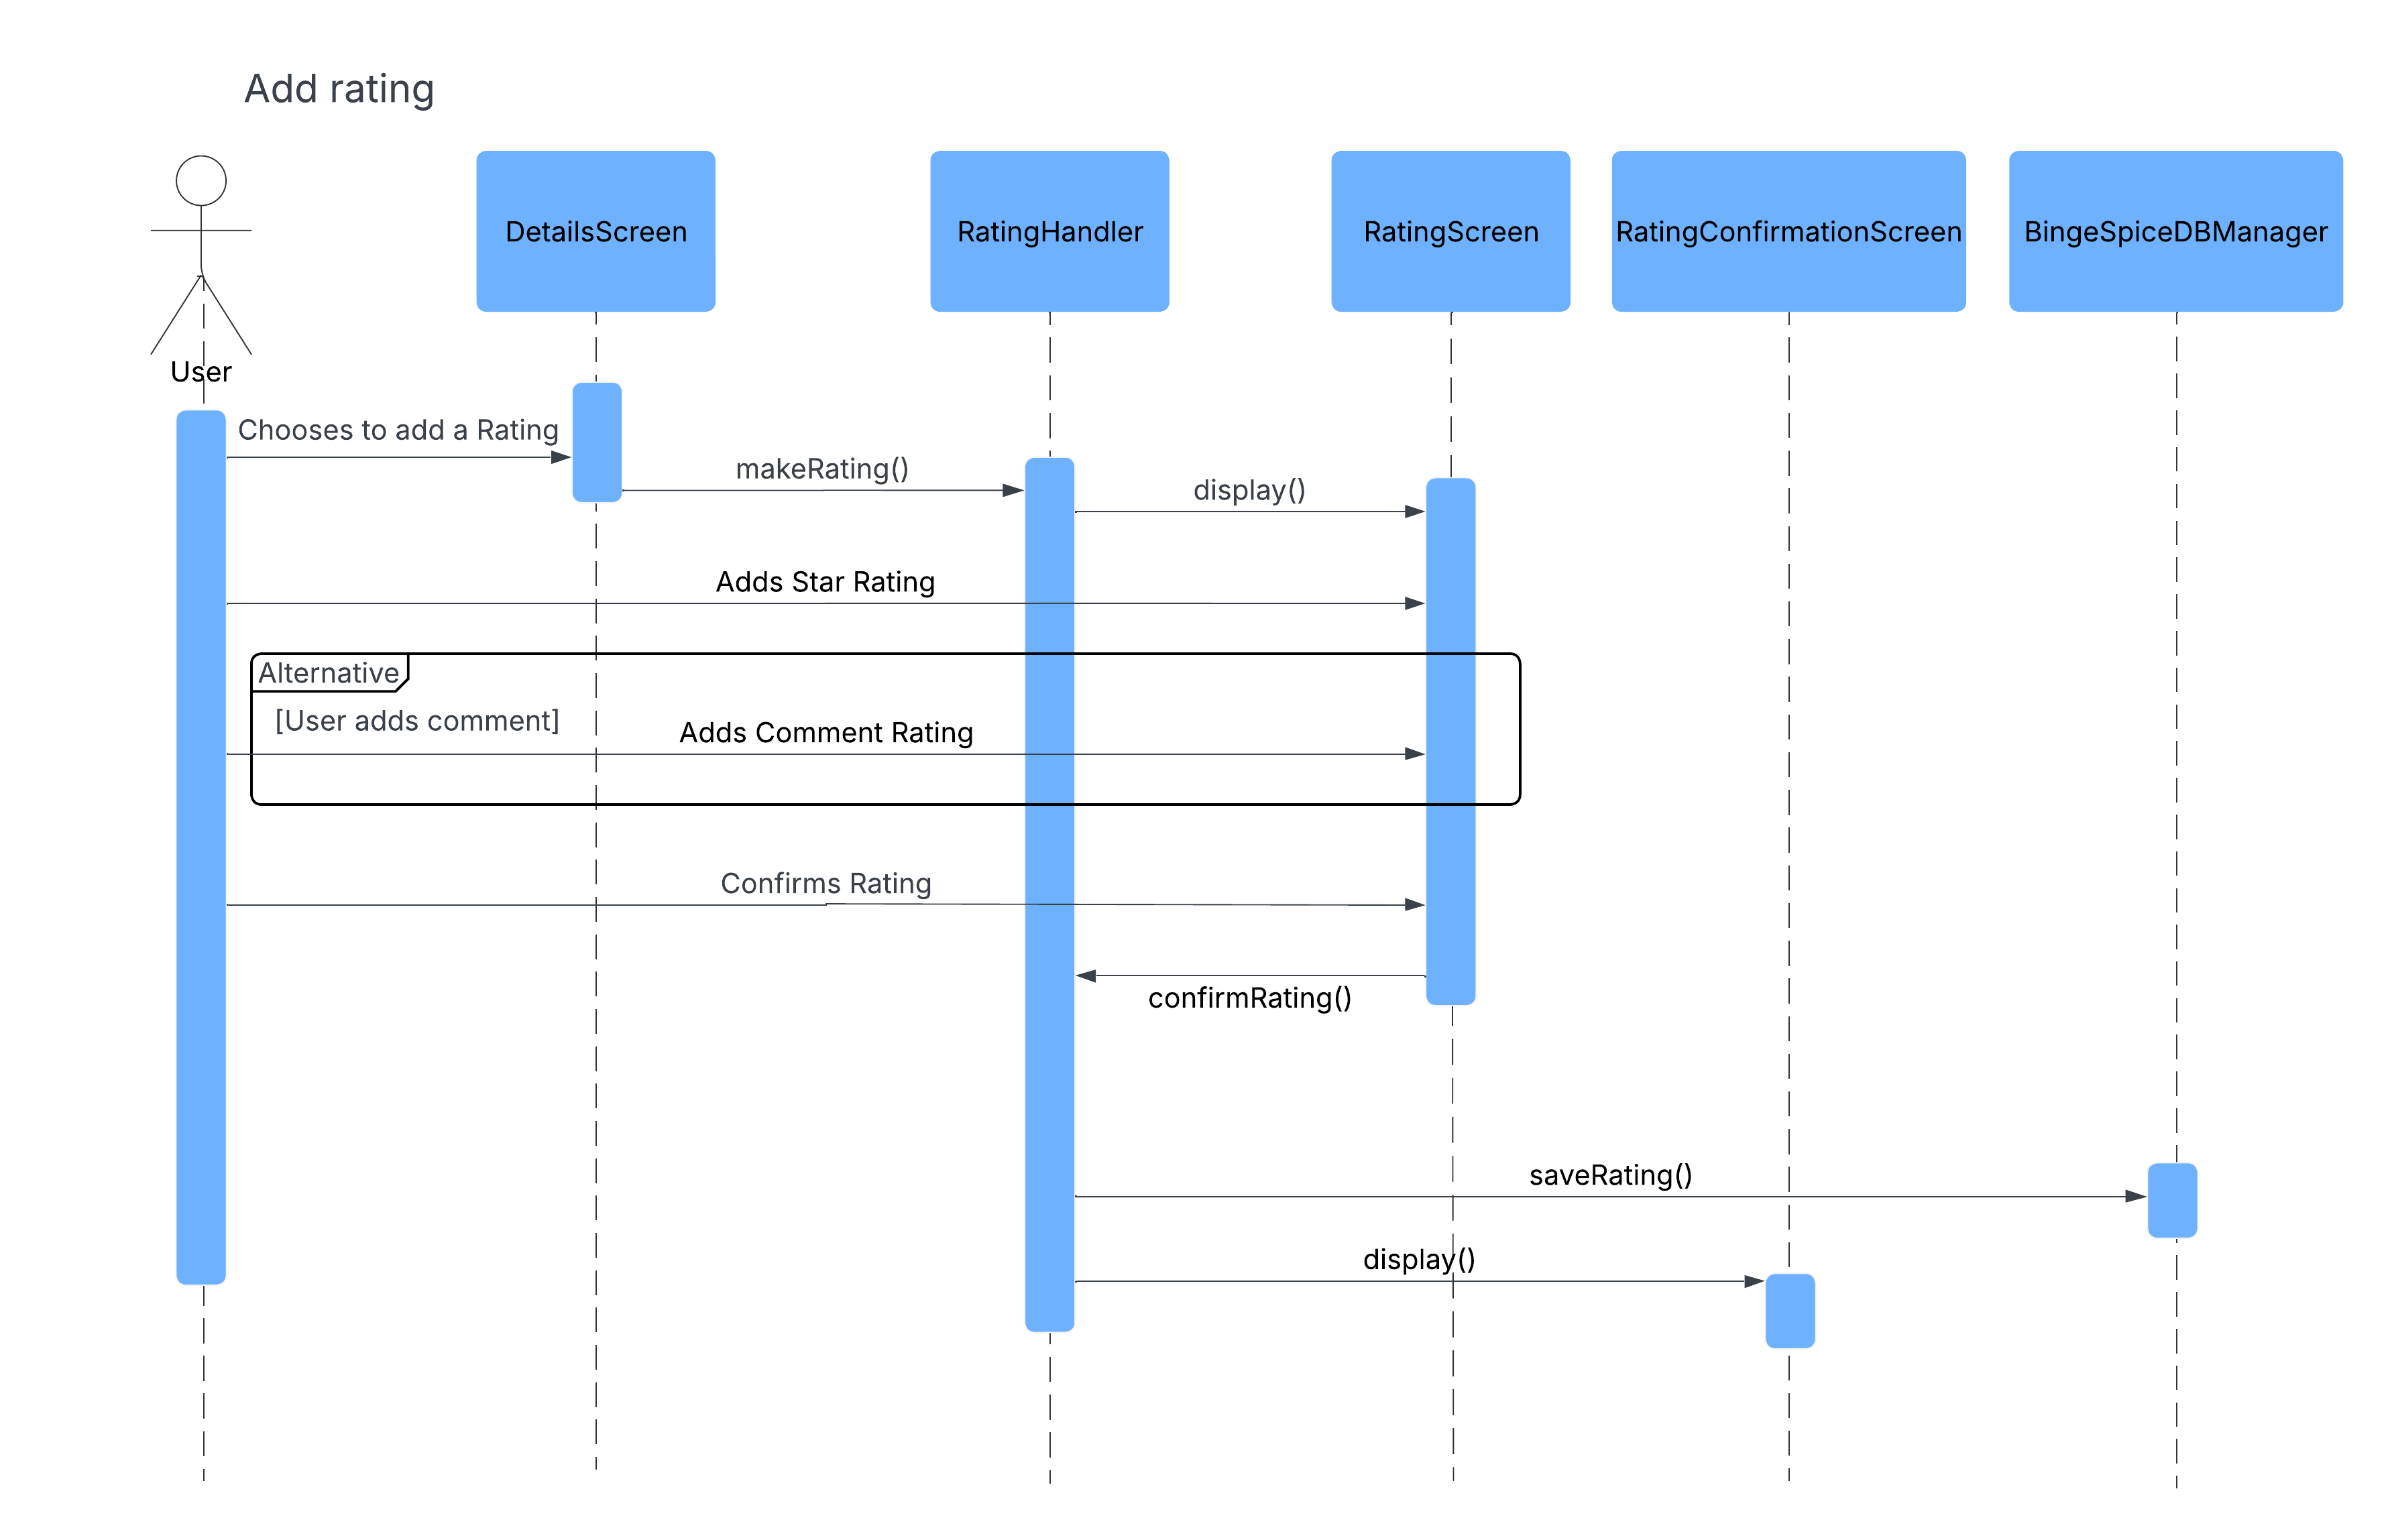 Add rating
User
DetailsScreen
RatingHandler
RatingScreen
RatingConfirmationScreen
BingeSpiceDBManager
Chooses to add a Rating
makeRating()
display()
Adds Star Rating
Alternative
[User adds comment]
Adds Comment Rating
Confirms Rating
confirmRating()
saveRating()
display()